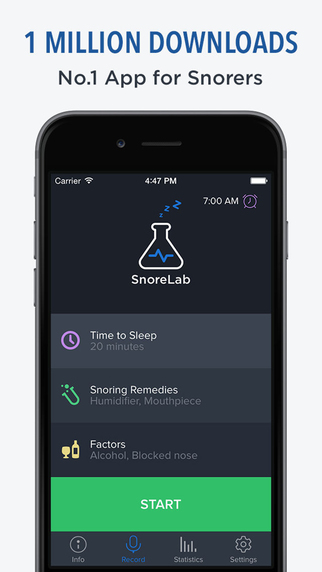 1 MILLION DOWNLOADS
No.1 App for Snorers
Carrier 4:47 PM
7:00 AM
z z z
SnoreLab
Time to Sleep
20 minutes
Snoring Remedies
Humidifier, Mouthpiece
Factors
Alcohol, Blocked nose
START
Info Record Statistics Settings